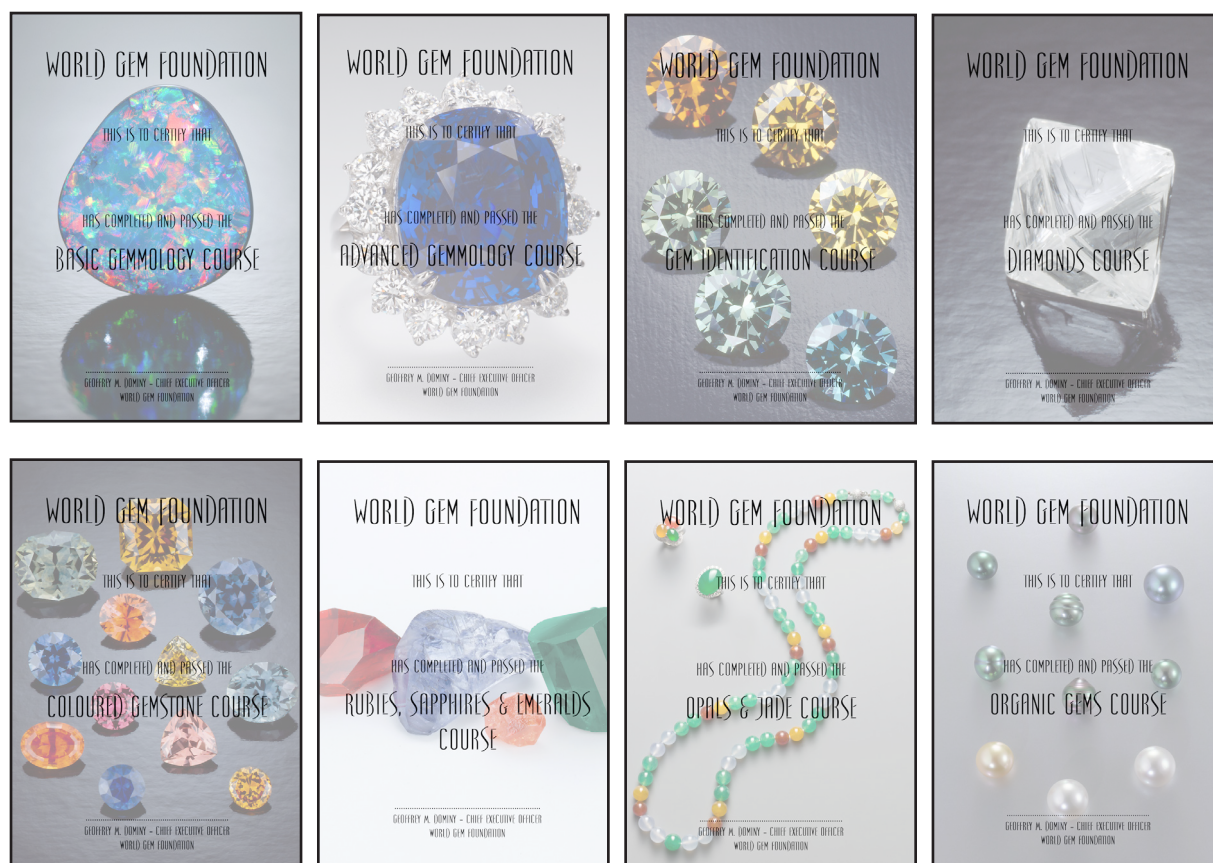 WORLD GEM FOUNDATION
THIS IS TO CERTIFY THAT
HAS COMPLETED AND PASSED THE
BASIC GEMMOLOGY COURSE
GEOFFREY M. DOMINY - CHIEF EXECUTIVE OFFICER
WORLD GEM FOUNDATION
WORLD GEM FOUNDATION
THIS IS TO CERTIFY THAT
HAS COMPLETED AND PASSED THE
ADVANCED GEMMOLOGY COURSE
GEOFFREY M. DOMINY - CHIEF EXECUTIVE OFFICER
WORLD GEM FOUNDATION
WORLD GEM FOUNDATION
THIS IS TO CERTIFY THAT
HAS COMPLETED AND PASSED THE
GEM IDENTIFICATION COURSE
GEOFFREY M. DOMINY - CHIEF EXECUTIVE OFFICER
WORLD GEM FOUNDATION
WORLD GEM FOUNDATION
THIS IS TO CERTIFY THAT
HAS COMPLETED AND PASSED THE
DIAMONDS COURSE
GEOFFREY M. DOMINY - CHIEF EXECUTIVE OFFICER
WORLD GEM FOUNDATION
WORLD GEM FOUNDATION
THIS IS TO CERTIFY THAT
HAS COMPLETED AND PASSED THE
COLOURED GEMSTONE COURSE
GEOFFREY M. DOMINY - CHIEF EXECUTIVE OFFICER
WORLD GEM FOUNDATION
WORLD GEM FOUNDATION
THIS IS TO CERTIFY THAT
HAS COMPLETED AND PASSED THE
RUBIES, SAPPHIRES & EMERALDS
COURSE
GEOFFREY M. DOMINY - CHIEF EXECUTIVE OFFICER
WORLD GEM FOUNDATION
WORLD GEM FOUNDATION
THIS IS TO CERTIFY THAT
HAS COMPLETED AND PASSED THE
OPALS & JADE COURSE
GEOFFREY M. DOMINY - CHIEF EXECUTIVE OFFICER
WORLD GEM FOUNDATION
WORLD GEM FOUNDATION
THIS IS TO CERTIFY THAT
HAS COMPLETED AND PASSED THE
ORGANIC GEMS COURSE
GEOFFREY M. DOMINY - CHIEF EXECUTIVE OFFICER
WORLD GEM FOUNDATION